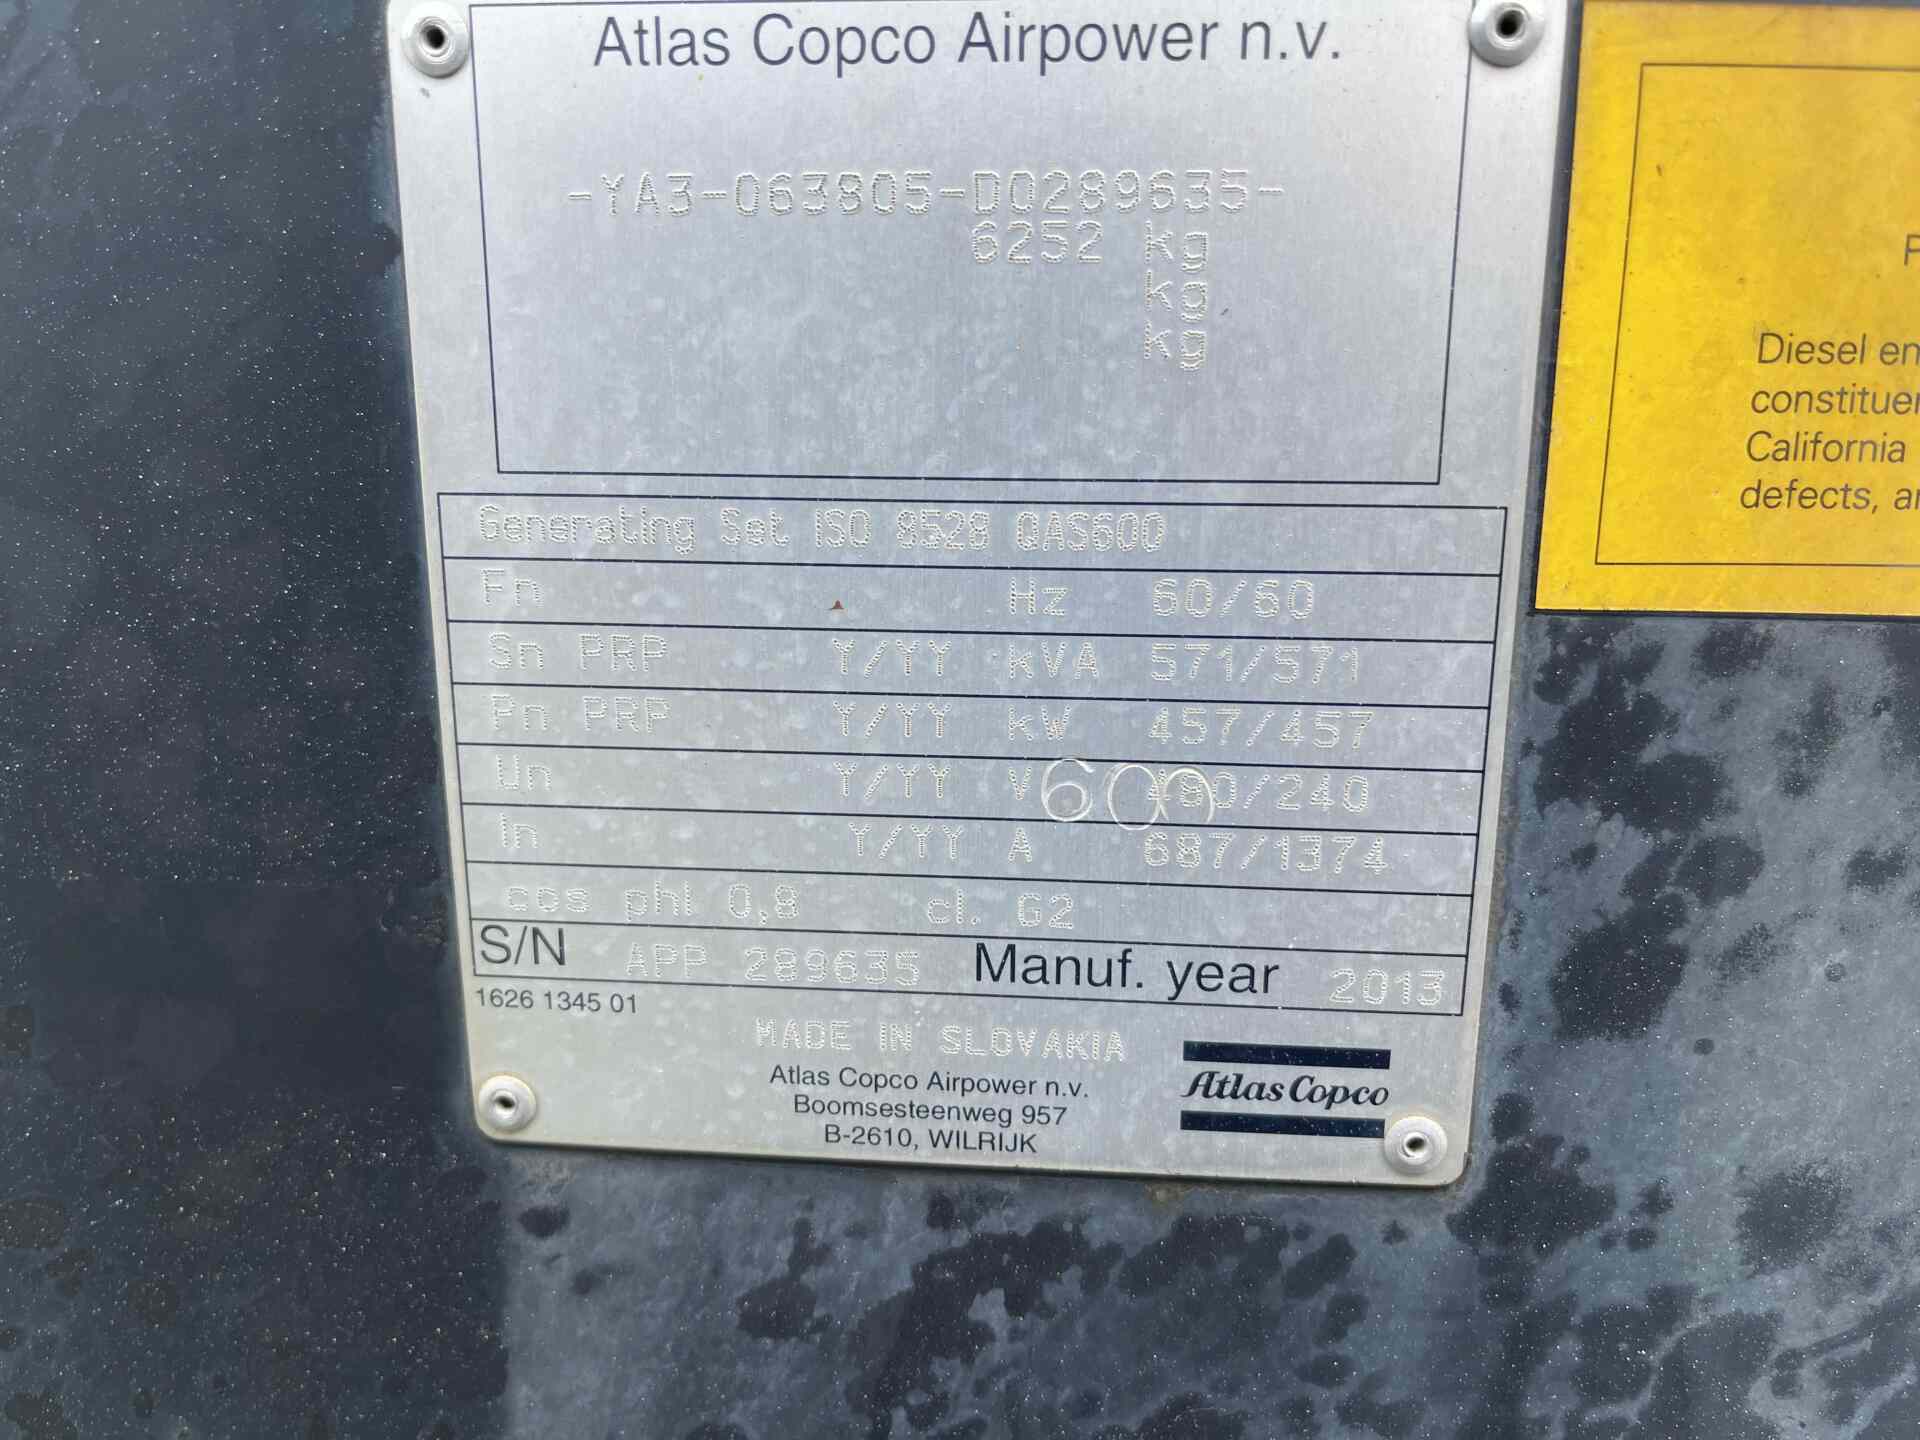 Atlas Copco Airpower n.v.
-YA3-063805-D0289635-
6252 kg
kg
kg
Generating Set ISO 8528 QAS600
Fn Hz 60/60
Sn PRP Y/YY kVA 571/571
Pn PRP Y/YY kW 457/457
Un Y/YY V 480/240
600
In Y/YY A 687/1374
cos phl 0,8 cl. G2
S/N APP 289635 Manuf. year 2013
1626 1345 01
MADE IN SLOVAKIA
Atlas Copco Airpower n.v.
Boomsesteenweg 957
B-2610, WILRIJK
Atlas Copco
P
Diesel en
constituen
California
defects, an